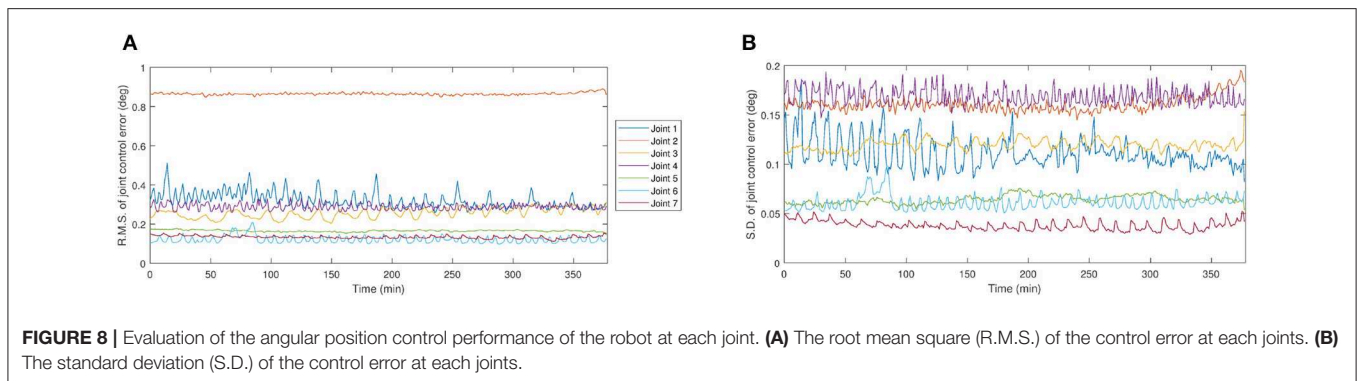 A
B
R.M.S. of joint control error (deg)
1
0.8
0.6
0.4
0.2
0
0 50 100 150 200 250 300 350
Time (min)
Joint 1
Joint 2
Joint 3
Joint 4
Joint 5
Joint 6
Joint 7
S.D. of joint control error (deg)
0.2
0.15
0.1
0.05
0
0 50 100 150 200 250 300 350
Time (min)
FIGURE 8 | Evaluation of the angular position control performance of the robot at each joint. (A) The root mean square (R.M.S.) of the control error at each joints. (B)
The standard deviation (S.D.) of the control error at each joints.